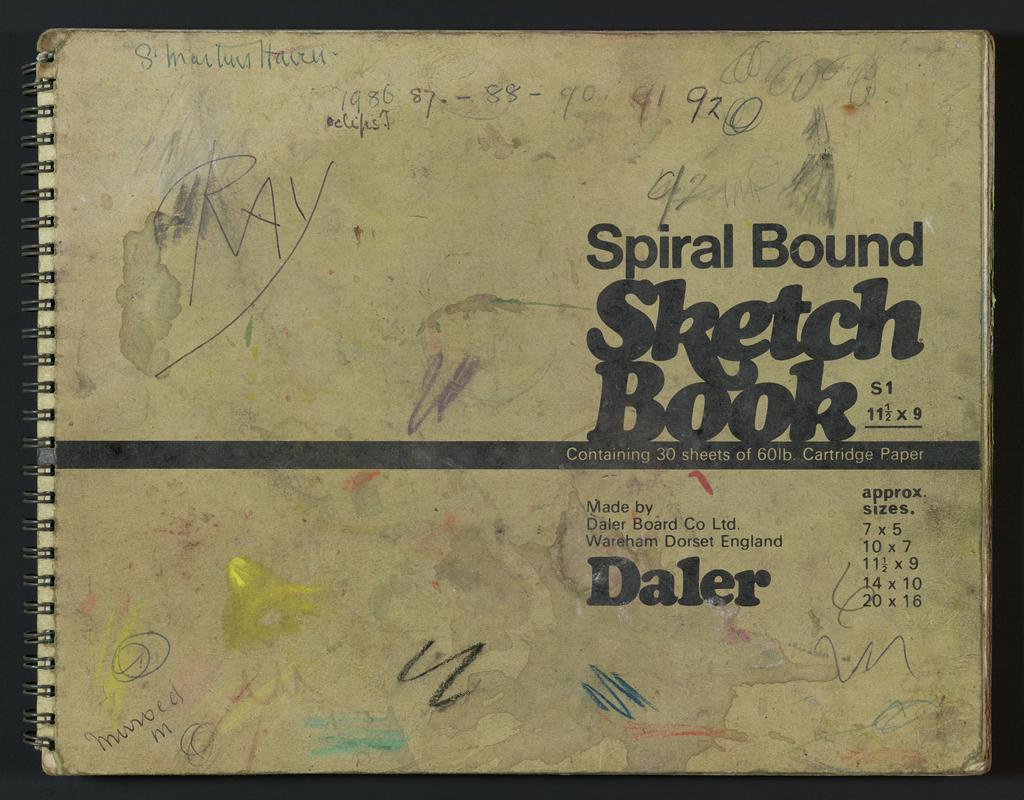 St Martins Haven
1986 87. - 88 - 90 91 92
eclipsT
92
RAY
Spiral Bound
Sketch
Book
S1
11½ x 9
Containing 30 sheets of 60lb. Cartridge Paper
Made by
Daler Board Co Ltd.
Wareham Dorset England
Daler
approx.
sizes.
7 x 5
10 x 7
11½ x 9
14 x 10
20 x 16